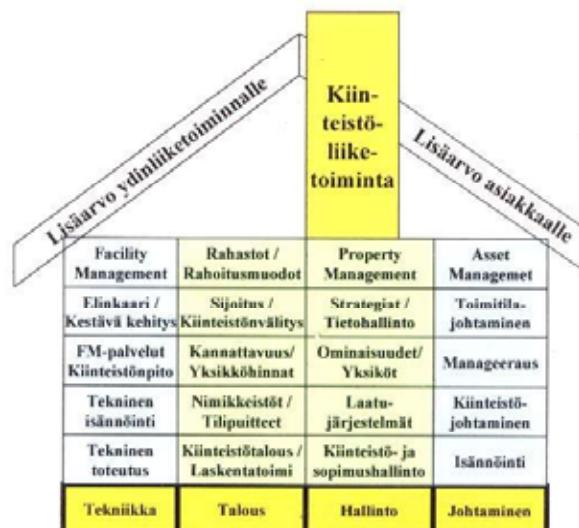 Kiin-
teistö-
liike-
toiminta
Lisäarvo ydinliiketoiminnalle
Lisäarvo asiakkaalle
Facility
Management
Rahastot /
Rahoitusmuodot
Property
Management
Asset
Managemet
Elinkaari /
Kestävä kehitys
Sijoitus /
Kiinteistönvälitys
Strategiat /
Tietohallinto
Toimitila-
johtaminen
FM-palvelut
Kiinteistönpito
Kannattavuus/
Yksikköhinnat
Ominaisuudet/
Yksiköt
Manageeraus
Tekninen
isännöinti
Nimikkeistöt /
Tilipuitteet
Laatu-
järjestelmät
Kiinteistö-
johtaminen
Tekninen
toteutus
Kiinteistötalous /
Laskentatoimi
Kiinteistö- ja
sopimushallinto
Isännöinti
Tekniikka
Talous
Hallinto
Johtaminen